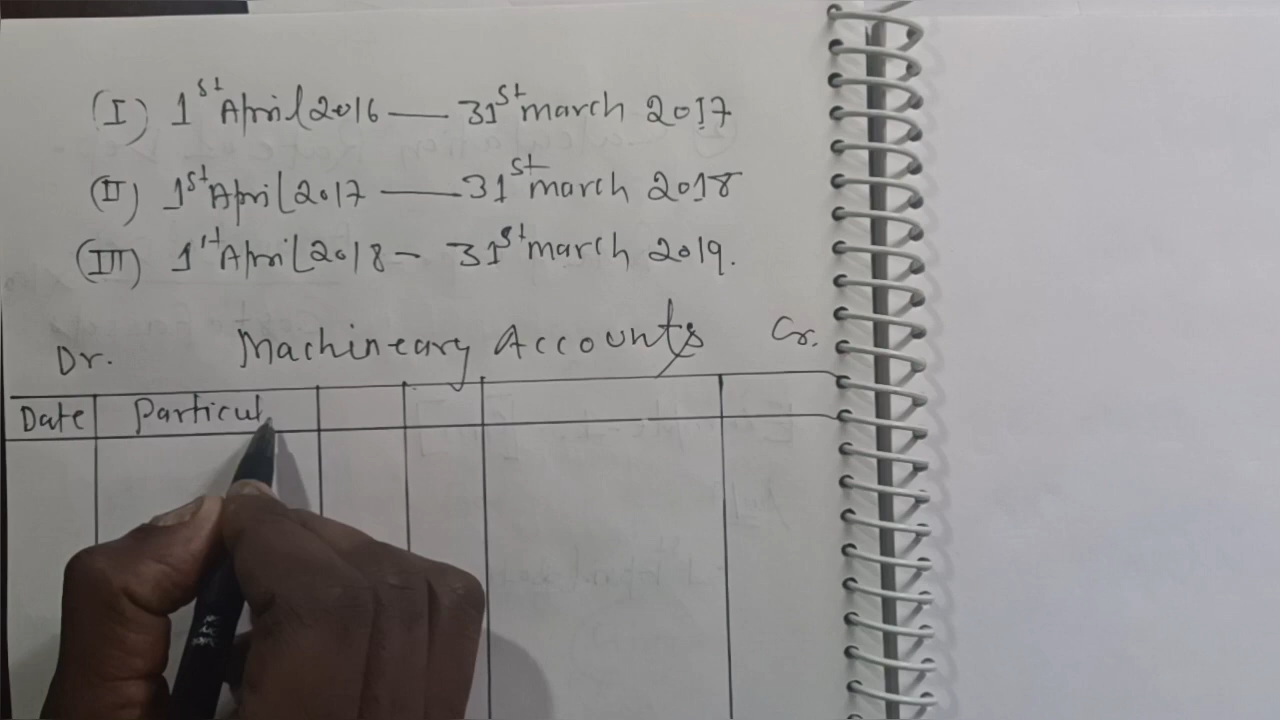 (I) 1st April 2016 — 31st march 2017
(II) 1st April 2017 — 31st march 2018
(III) 1st April 2018 - 31st march 2019.
Dr. Machineary Accounts Cr.
Date Particul